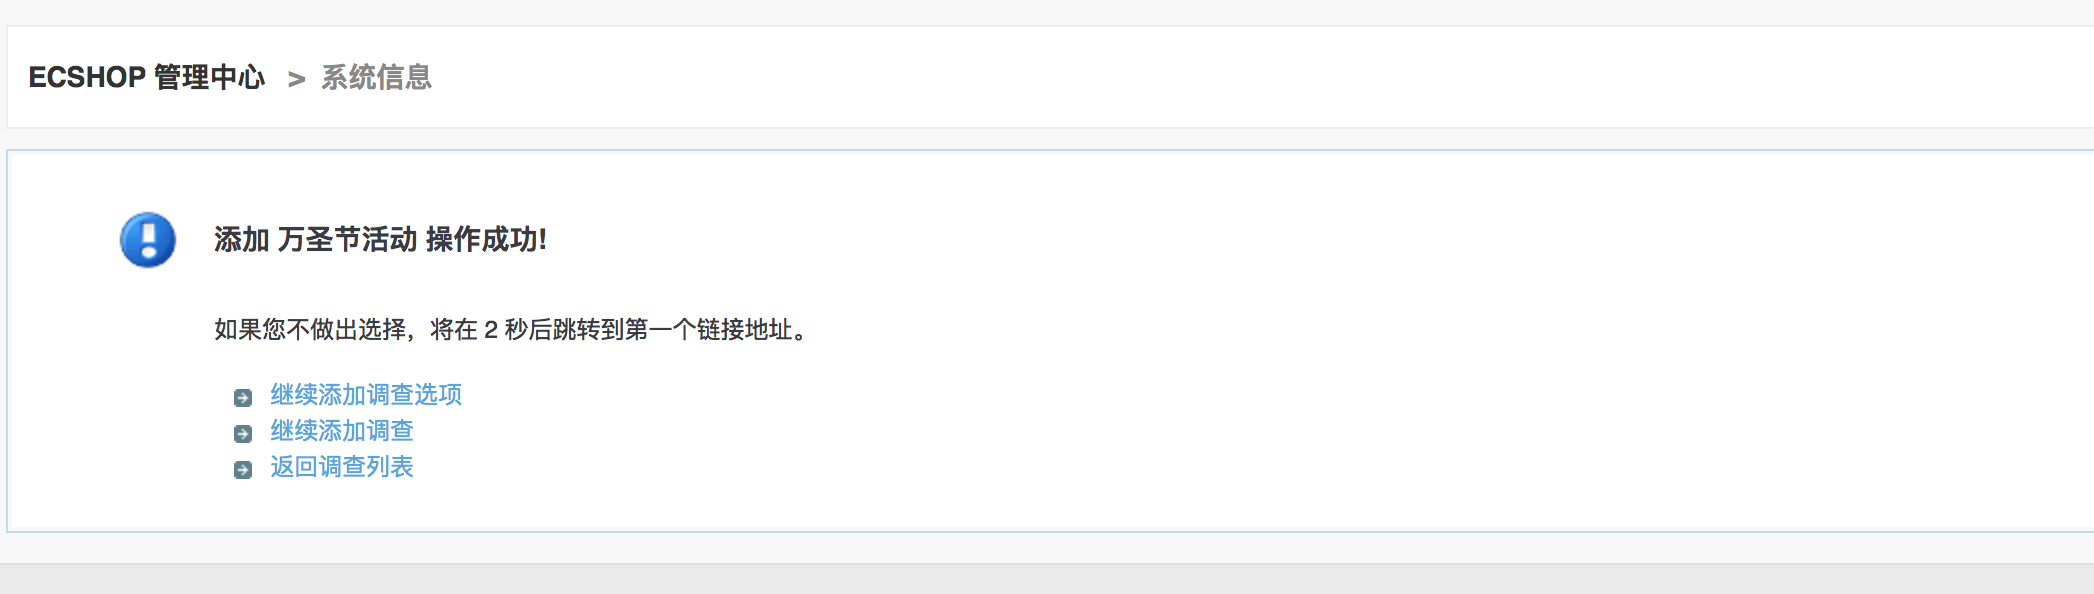 ECSHOP 管理中心 > 系统信息
添加 万圣节活动 操作成功!
如果您不做出选择，将在 2 秒后跳转到第一个链接地址。
继续添加调查选项
继续添加调查
返回调查列表